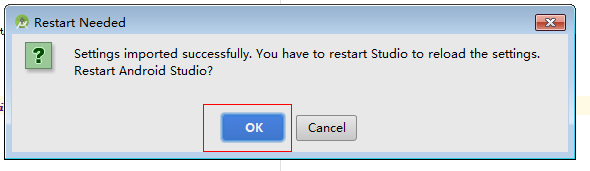 Restart Needed
Settings imported successfully. You have to restart Studio to reload the settings.
Restart Android Studio?
OK
Cancel